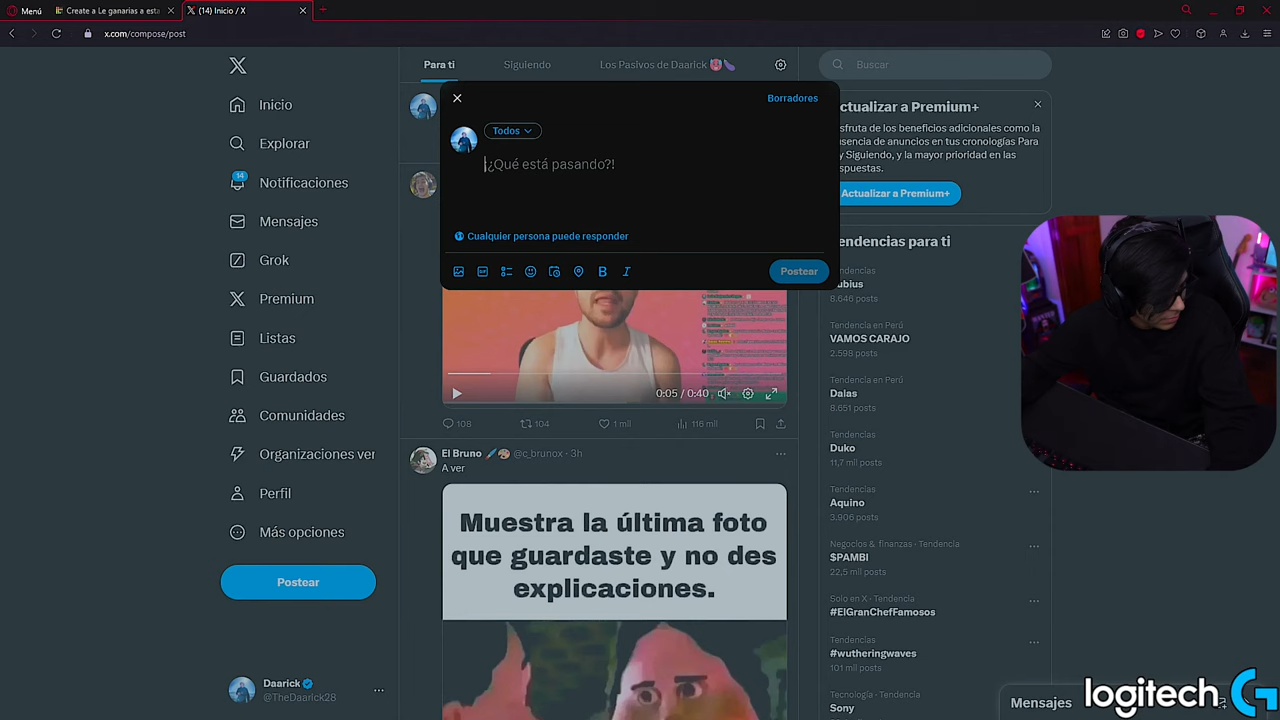 Menú
Create a Le ganarias a esta
(14) Inicio / X
x.com/compose/post
Inicio
Explorar
14
Notificaciones
Mensajes
Grok
Premium
Listas
Guardados
Comunidades
Organizaciones ver
Perfil
Más opciones
Postear
Daarick
@TheDaarick28
Para ti
Siguiendo
Los Pasivos de Daarick
Borradores
Todos
¡¿Qué está pasando?!
Cualquier persona puede responder
Postear
0:05 / 0:40
108
104
1 mil
116 mil
El Bruno @c_brunox · 3h
A ver
Muestra la última foto
que guardaste y no des
explicaciones.
Buscar
ctualizar a Premium+
sfruta de los beneficios adicionales como la
usencia de anuncios en tus cronologías Para
y Siguiendo, y la mayor prioridad en las
spuestas.
Actualizar a Premium+
endencias para ti
endencias
ubius
8.646 posts
Tendencia en Perú
VAMOS CARAJO
2.598 posts
Tendencia en Perú
Dalas
8.651 posts
Tendencias
Duko
11,7 mil posts
Tendencias
Aquino
3.906 posts
Negocios & finanzas · Tendencia
$PAMBI
22,5 mil posts
Solo en X · Tendencia
#ElGranChefFamosos
Tendencias
#wutheringwaves
101 mil posts
Tecnología · Tendencia
Sony
Mensajes
logitech G